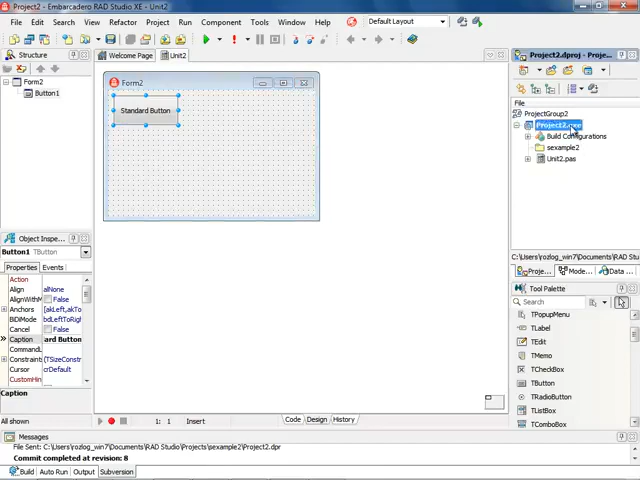 Project2 - Embarcadero RAD Studio XE - Unit2
File Edit Search View Refactor Project Run Component Tools Window Help
Default Layout
Structure
Form2
Button1
Welcome Page Unit2
Form2
Standard Button
Project2.dproj - Proje...
File
ProjectGroup2
Project2.exe
Build Configurations
sexample2
Unit2.pas
C:\Users\rozlog_win7\Documents\RAD Stu
Proje... Mode... Data ...
Object Inspe...
Button1 TButton
Properties Events
Action
Align alNone
AlignWithM False
Anchors [akLeft,akTo
BiDiMode bdLeftToRigh
Cancel False
Caption ard Button
CommandL
Constraints (TSizeConstr
Cursor crDefault
CustomHin
Caption
All shown
Tool Palette
Search
TPopupMenu
TLabel
TEdit
TMemo
TCheckBox
TButton
TRadioButton
TListBox
TComboBox
1: 1 Insert Code Design History
Messages
File Sent: C:\Users\rozlog_win7\Documents\RAD Studio\Projects\sexample2\Project2.dpr
Commit completed at revision: 8
Build Auto Run Output Subversion